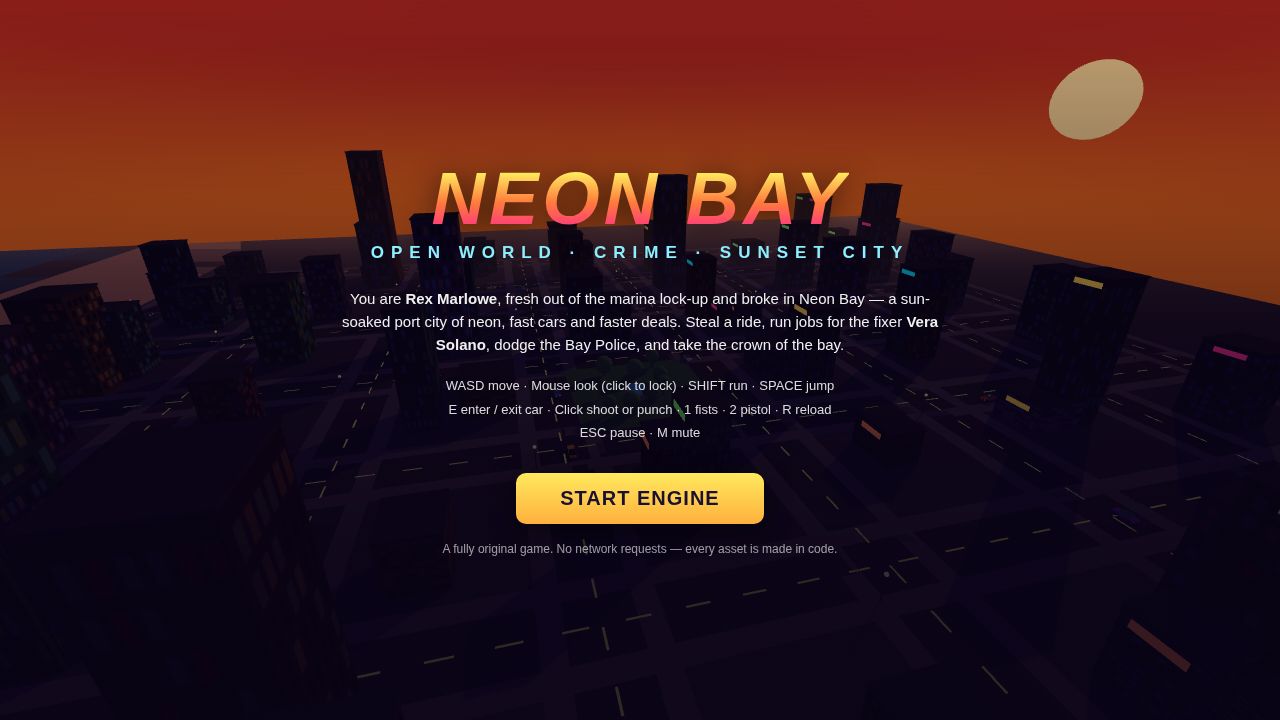 NEON BAY
OPEN WORLD · CRIME · SUNSET CITY
You are Rex Marlowe, fresh out of the marina lock-up and broke in Neon Bay — a sun-
soaked port city of neon, fast cars and faster deals. Steal a ride, run jobs for the fixer Vera
Solano, dodge the Bay Police, and take the crown of the bay.
WASD move · Mouse look (click to lock) · SHIFT run · SPACE jump
E enter / exit car · Click shoot or punch · 1 fists · 2 pistol · R reload
ESC pause · M mute
START ENGINE
A fully original game. No network requests — every asset is made in code.